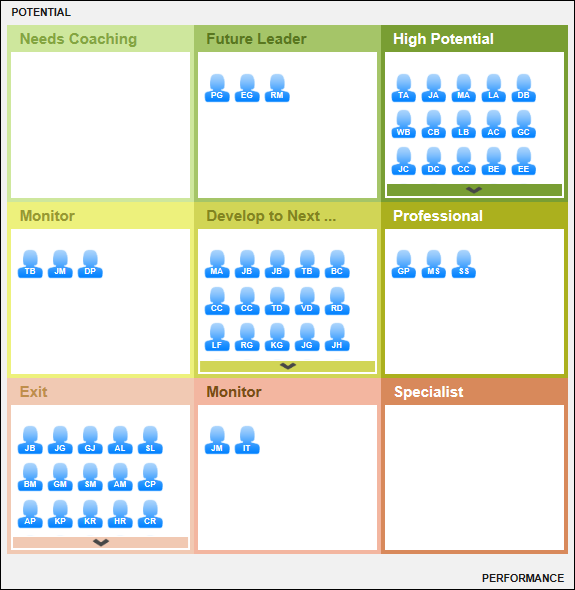 POTENTIAL
Needs Coaching
Future Leader
PG EG RM
High Potential
TA JA MA LA DB
WB CB LB AC GC
JC DC CC BE EE
Monitor
TB JM DP
Develop to Next ...
MA JB JB TB BC
CC CC TD VD RD
LF RG KG JG JH
Professional
GP MS SS
Exit
JB JG GJ AL SL
BM GM SM AM CP
AP KP KR HR CR
Monitor
JM IT
Specialist
PERFORMANCE